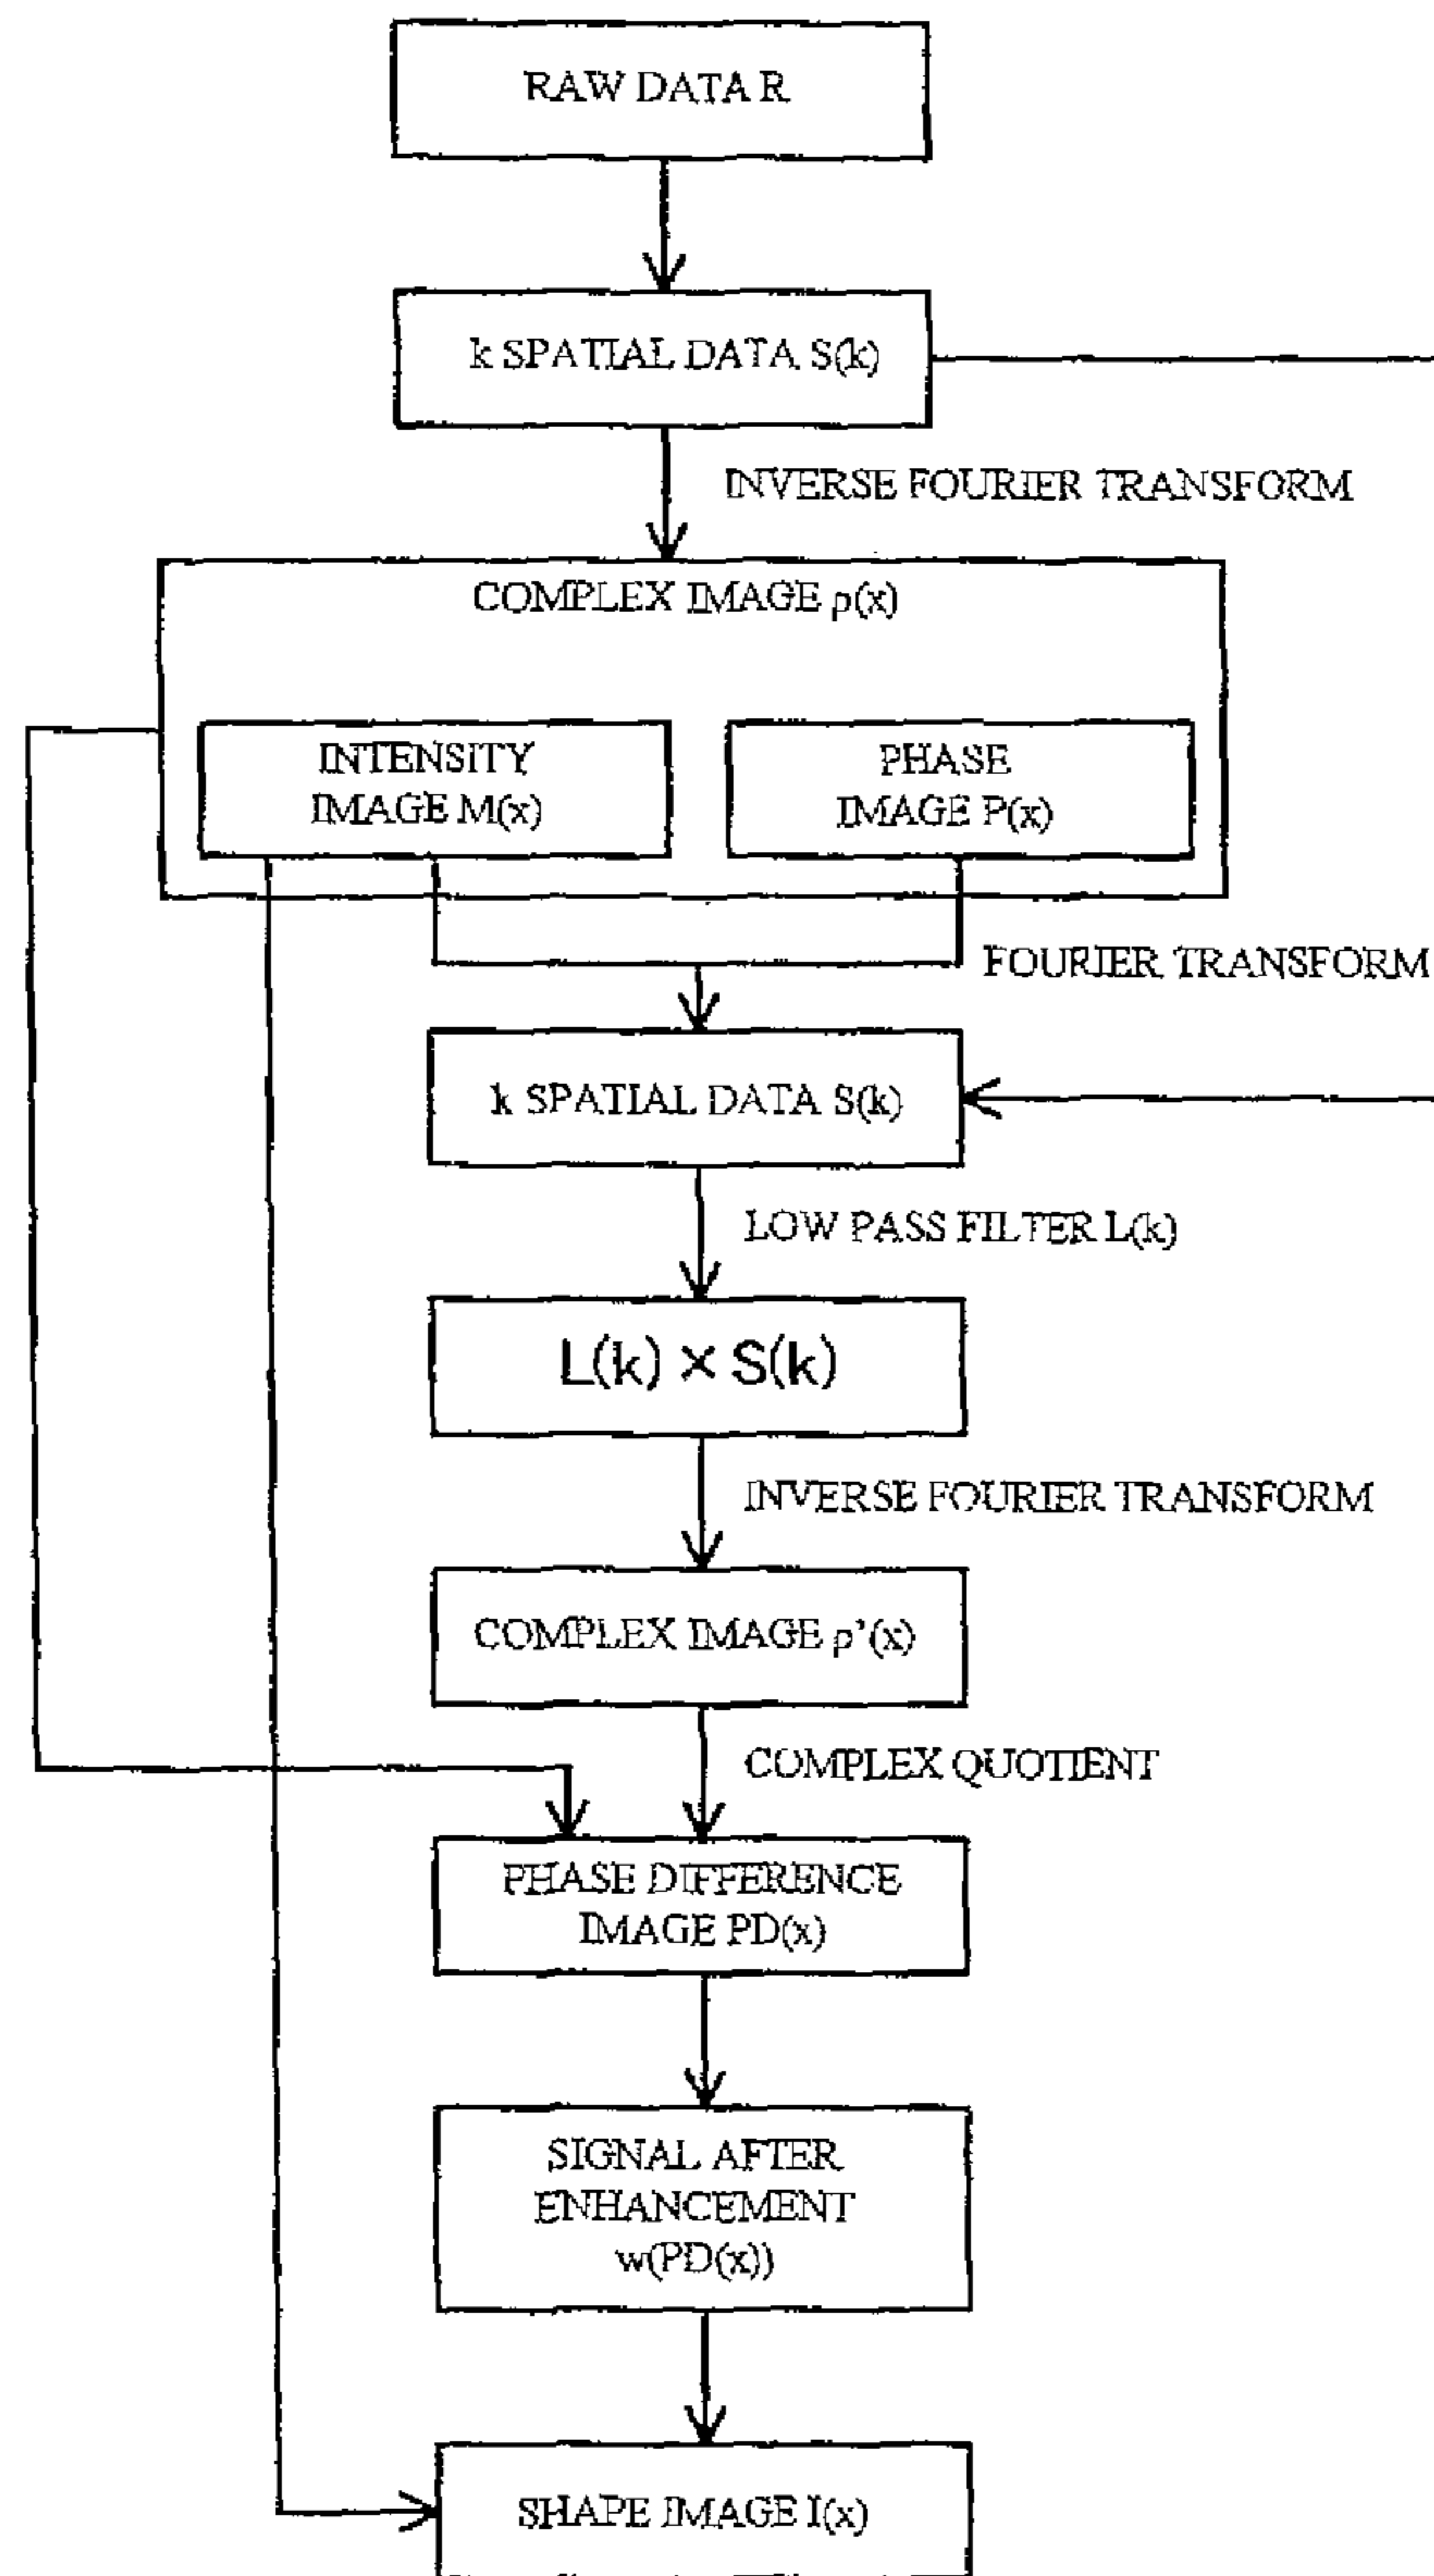 RAW DATA R
k SPATIAL DATA S(k)
INVERSE FOURIER TRANSFORM
COMPLEX IMAGE ρ(x)
INTENSITY
IMAGE M(x)
PHASE
IMAGE P(x)
FOURIER TRANSFORM
k SPATIAL DATA S(k)
LOW PASS FILTER L(k)
L(k) × S(k)
INVERSE FOURIER TRANSFORM
COMPLEX IMAGE ρ'(x)
COMPLEX QUOTIENT
PHASE DIFFERENCE
IMAGE PD(x)
SIGNAL AFTER
ENHANCEMENT
w(PD(x))
SHAPE IMAGE I(x)